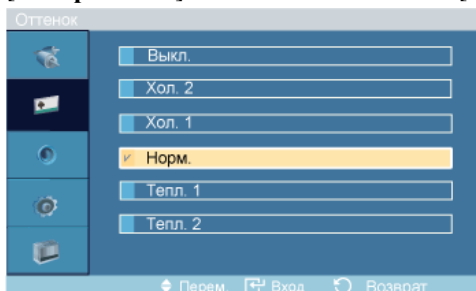 Оттенок
Выкл.
Хол. 2
Хол. 1
Норм.
Тепл. 1
Тепл. 2
Перем. Вход Возврат